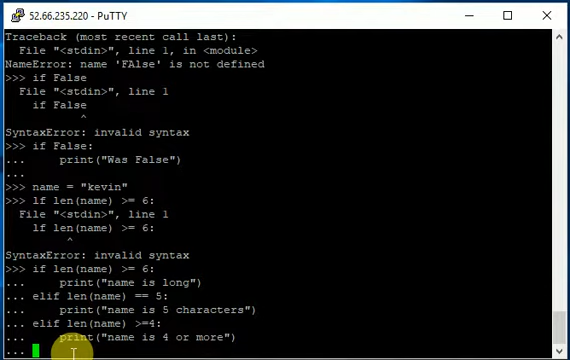 52.66.235.220 - PuTTY
Traceback (most recent call last):
  File "<stdin>", line 1, in <module>
NameError: name 'FAlse' is not defined
>>> if False
  File "<stdin>", line 1
    if False
           ^
SyntaxError: invalid syntax
>>> if False:
...     print("Was False")
...
>>> name = "kevin"
>>> lf len(name) >= 6:
  File "<stdin>", line 1
    lf len(name) >= 6:
         ^
SyntaxError: invalid syntax
>>> if len(name) >= 6:
...     print("name is long")
... elif len(name) == 5:
...     print("name is 5 characters")
... elif len(name) >=4:
...     print("name is 4 or more")
...